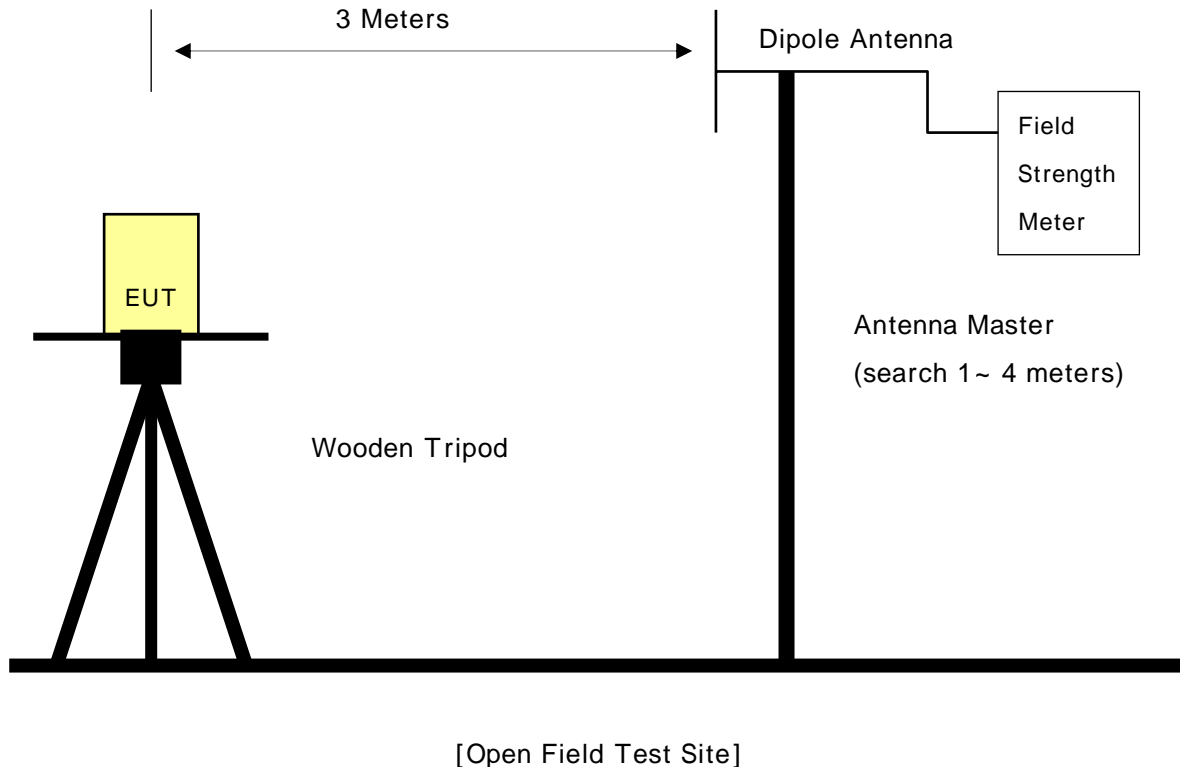 3 Meters
Dipole Antenna
Field
Strength
Meter
EUT
Antenna Master
(search 1~ 4 meters)
Wooden Tripod
[Open Field Test Site]